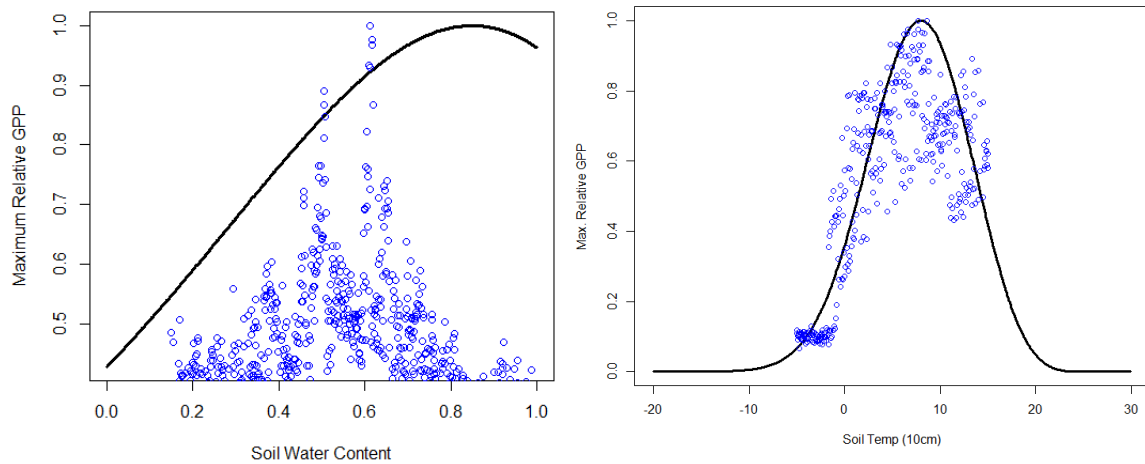 Maximum Relative GPP
1.0
0.9
0.8
0.7
0.6
0.5
0.0 0.2 0.4 0.6 0.8 1.0
Soil Water Content
Max. Relative GPP
1.0
0.8
0.6
0.4
0.2
0.0
-20 -10 0 10 20 30
Soil Temp (10cm)